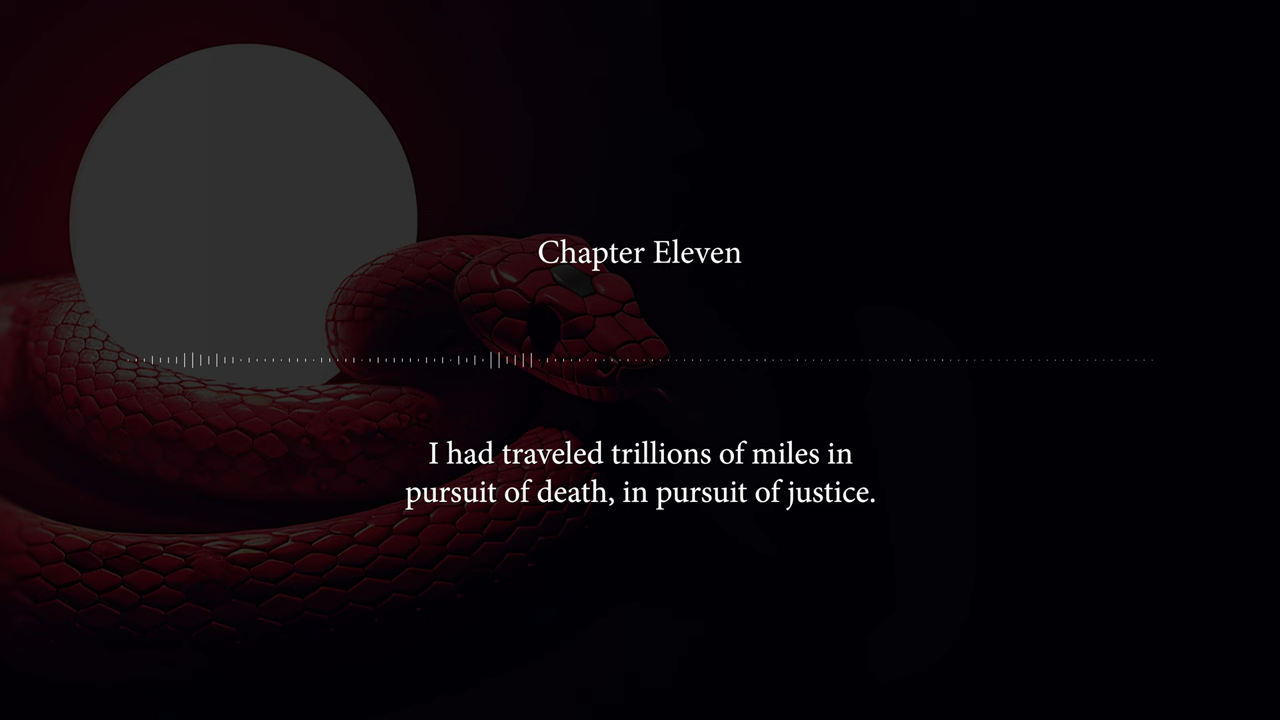 Chapter Eleven
I had traveled trillions of miles in
pursuit of death, in pursuit of justice.